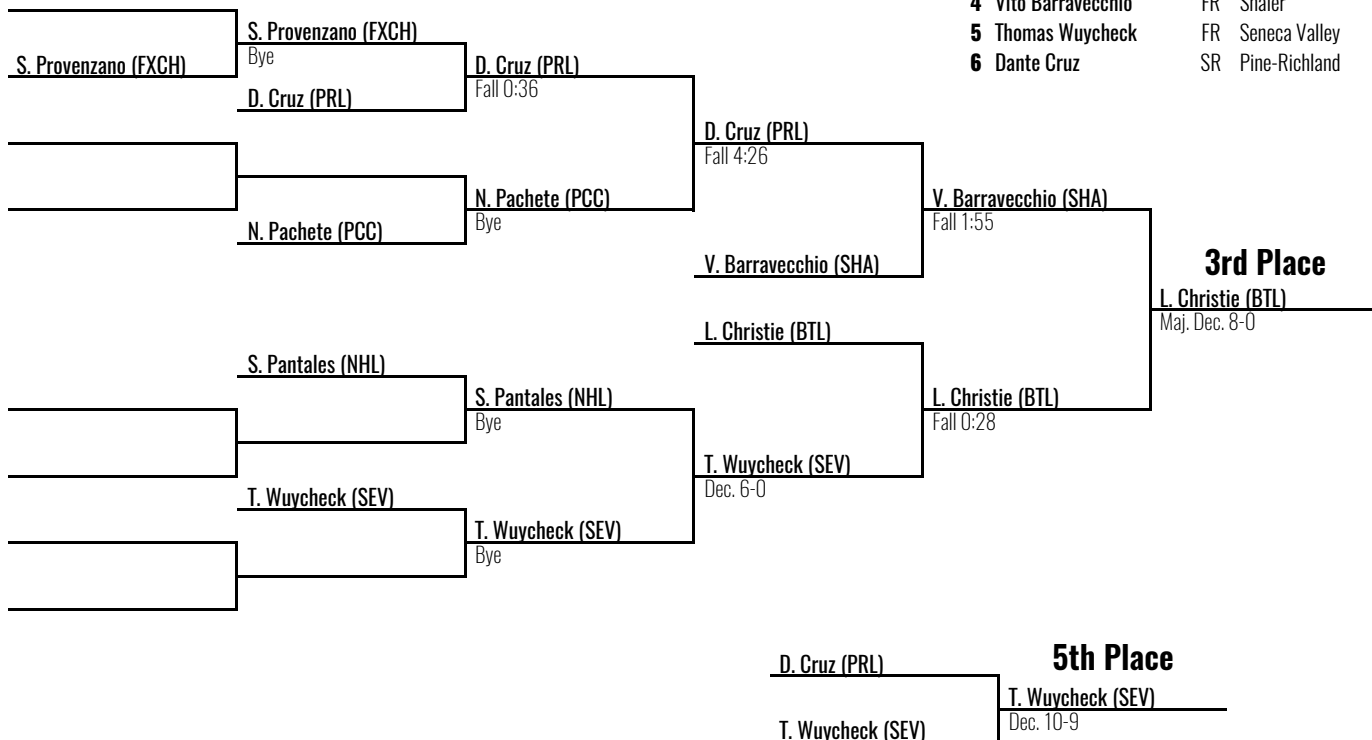 4 Vito Barravecchio FR Shaler
S. Provenzano (FXCH)
5 Thomas Wuycheck FR Seneca Valley
Bye
S. Provenzano (FXCH)
D. Cruz (PRL)
6 Dante Cruz SR Pine-Richland
Fall 0:36
D. Cruz (PRL)
D. Cruz (PRL)
Fall 4:26
N. Pachete (PCC)
V. Barravecchio (SHA)
Bye
Fall 1:55
N. Pachete (PCC)
V. Barravecchio (SHA)
3rd Place
L. Christie (BTL)
Maj. Dec. 8-0
L. Christie (BTL)
S. Pantales (NHL)
S. Pantales (NHL)
L. Christie (BTL)
Bye
Fall 0:28
T. Wuycheck (SEV)
Dec. 6-0
T. Wuycheck (SEV)
T. Wuycheck (SEV)
Bye
D. Cruz (PRL)
5th Place
T. Wuycheck (SEV)
Dec. 10-9
T. Wuycheck (SEV)